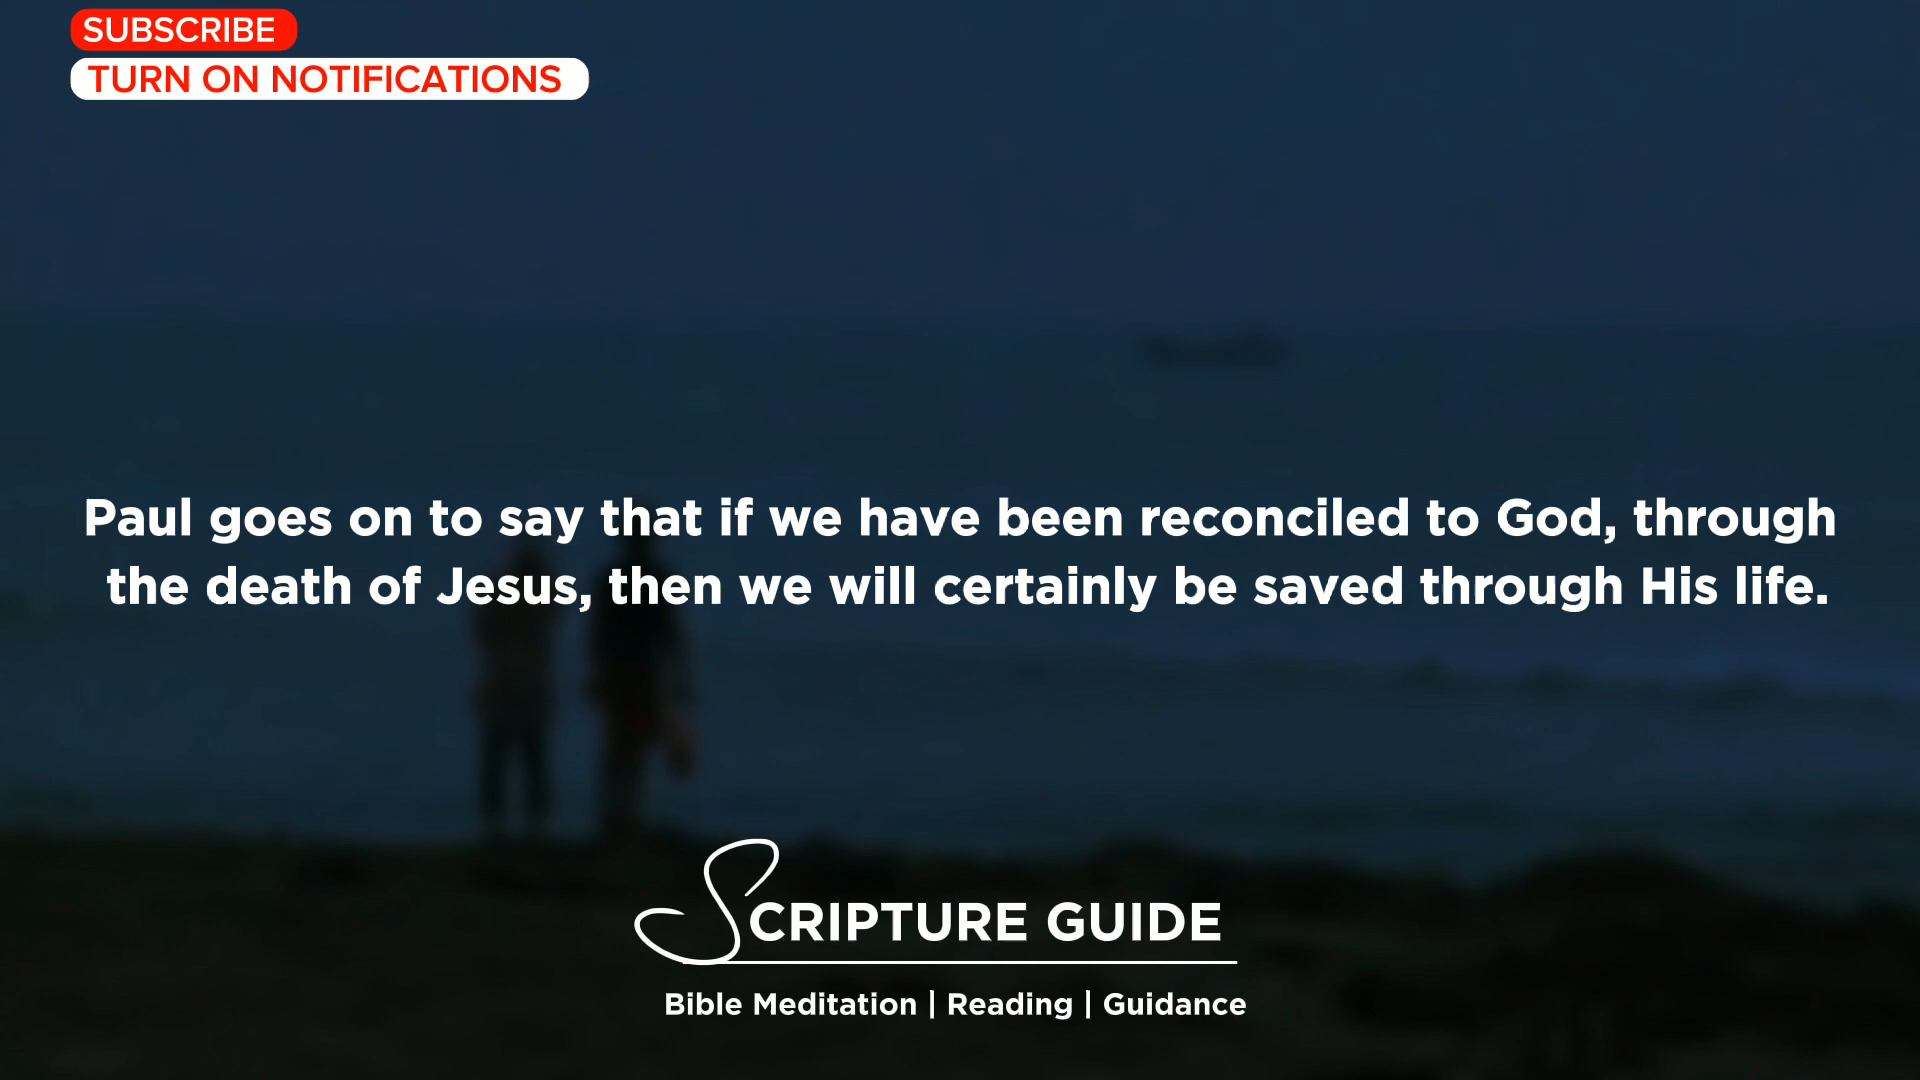 SUBSCRIBE
TURN ON NOTIFICATIONS
Paul goes on to say that if we have been reconciled to God, through
the death of Jesus, then we will certainly be saved through His life.
SCRIPTURE GUIDE
Bible Meditation | Reading | Guidance